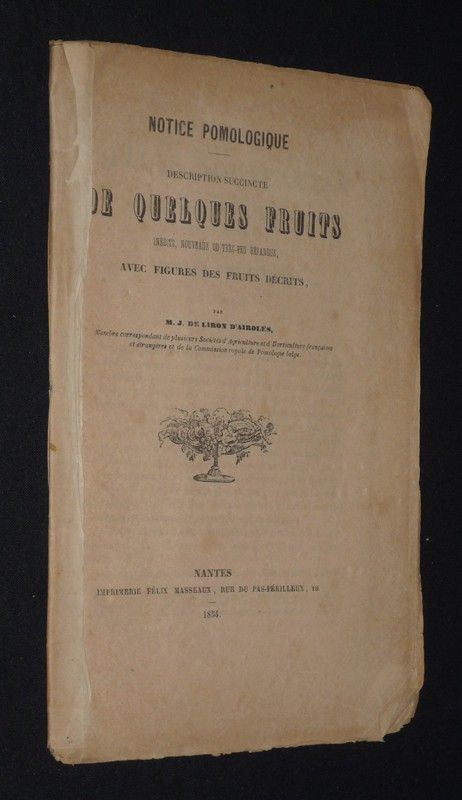 NOTICE POMOLOGIQUE
DESCRIPTION SUCCINCTE
DE QUELQUES FRUITS
INÉDITS, NOUVEAUX OU TRÈS-PEU RÉPANDUS,
AVEC FIGURES DES FRUITS DÉCRITS,
PAR
M. J. DE LIRON D'AIROLES,
Membre correspondant de plusieurs Sociétés d'Agriculture et d'Horticulture françaises
et étrangères et de la Commission royale de Pomologie belge.
NANTES
IMPRIMERIE FÉLIX MASSEAUX, RUE DU PAS-PÉRILLEUX, 10
1854.